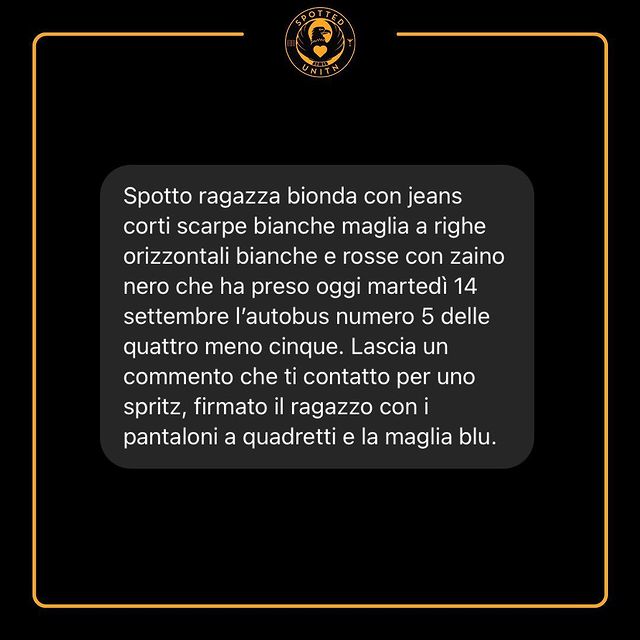 SPOTTED
UNITN
Spotto ragazza bionda con jeans
corti scarpe bianche maglia a righe
orizzontali bianche e rosse con zaino
nero che ha preso oggi martedì 14
settembre l’autobus numero 5 delle
quattro meno cinque. Lascia un
commento che ti contatto per uno
spritz, firmato il ragazzo con i
pantaloni a quadretti e la maglia blu.